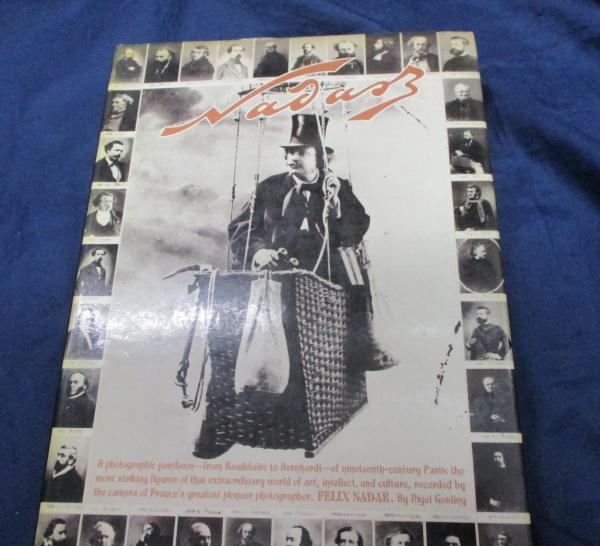 Nadar
A photographic pantheon—from Baudelaire to Bernhardt—of nineteenth-century Paris: the
most striking figures of that extraordinary world of art, intellect, and culture, recorded by
the camera of France's greatest pioneer photographer, FELIX NADAR. By Nigel Gosling